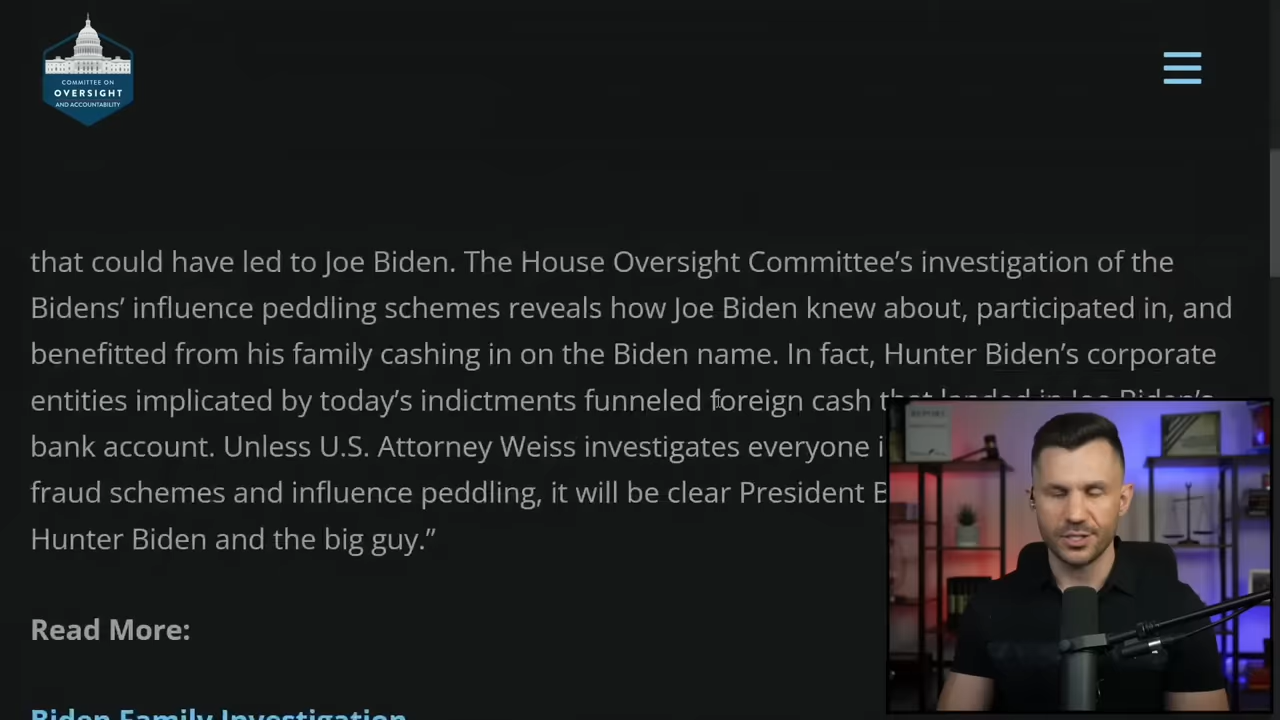 COMMITTEE ON
OVERSIGHT
AND ACCOUNTABILITY
that could have led to Joe Biden. The House Oversight Committee’s investigation of the
Bidens’ influence peddling schemes reveals how Joe Biden knew about, participated in, and
benefitted from his family cashing in on the Biden name. In fact, Hunter Biden’s corporate
entities implicated by today’s indictments funneled foreign cash that landed in Joe Biden’s
bank account. Unless U.S. Attorney Weiss investigates everyone i
fraud schemes and influence peddling, it will be clear President B
Hunter Biden and the big guy.”
Read More:
Biden Family Investigation
REPORT